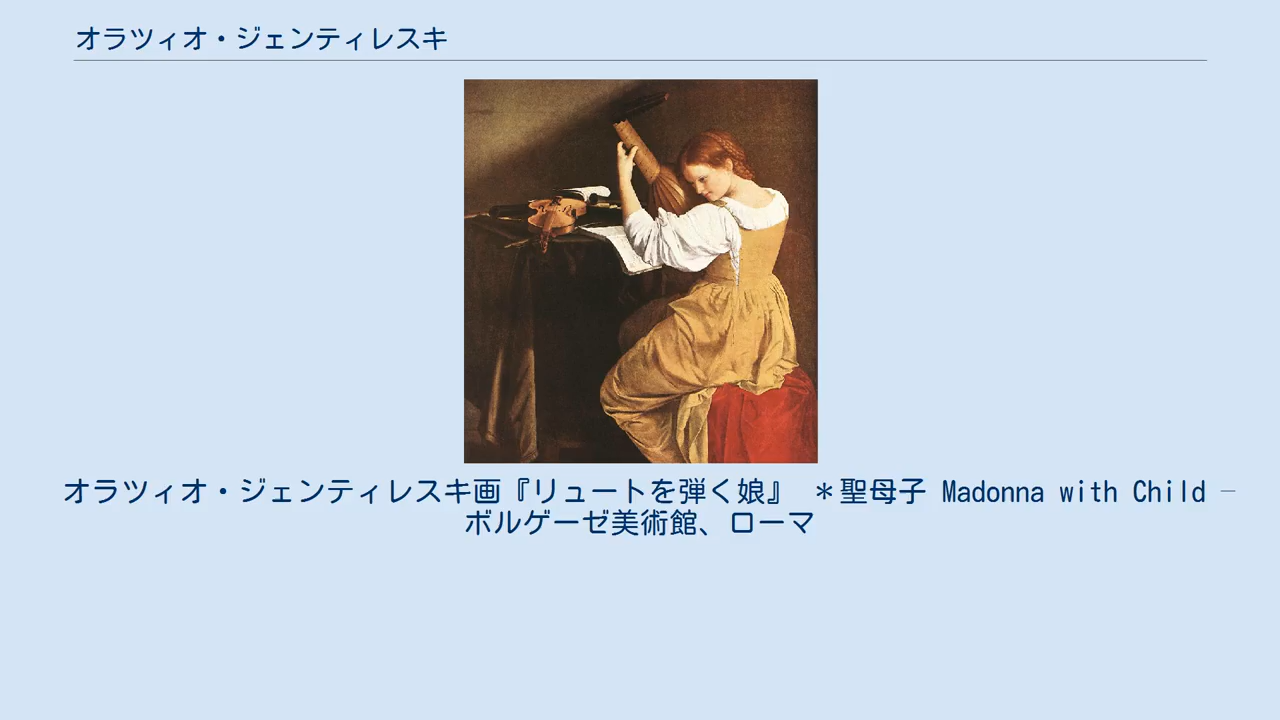 オラツィオ・ジェンティレスキ
オラツィオ・ジェンティレスキ画『リュートを弾く娘』 ＊聖母子 Madonna with Child –
ボルゲーゼ美術館、ローマ